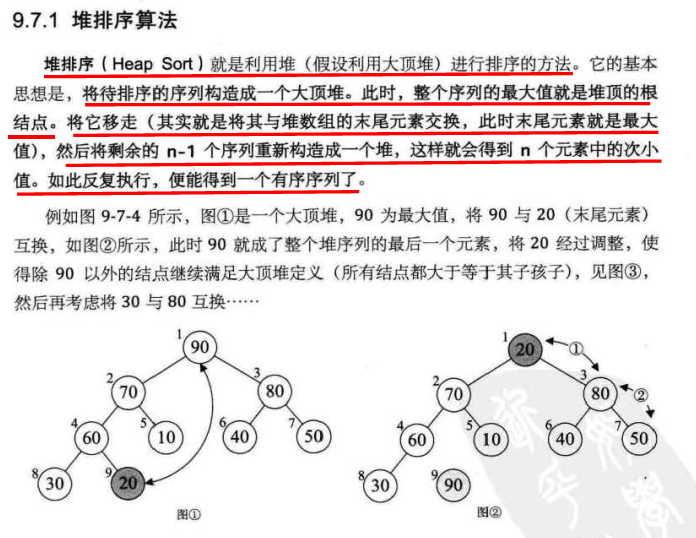 9.7.1 堆排序算法
堆排序（Heap Sort）就是利用堆（假设利用大顶堆）进行排序的方法。它的基本
思想是，将待排序的序列构造成一个大顶堆。此时，整个序列的最大值就是堆顶的根
结点。将它移走（其实就是将其与堆数组的末尾元素交换，此时末尾元素就是最大
值），然后将剩余的 n-1 个序列重新构造成一个堆，这样就会得到 n 个元素中的次小
值。如此反复执行，便能得到一个有序序列了。
例如图 9-7-4 所示，图①是一个大顶堆，90 为最大值，将 90 与 20（末尾元素）
互换，如图②所示，此时 90 就成了整个堆序列的最后一个元素，将 20 经过调整，使
得除 90 以外的结点继续满足大顶堆定义（所有结点都大于等于其子孩子），见图③，
然后再考虑将 30 与 80 互换……
1 90
2 70 3 80
4 60 5 10 6 40 7 50
8 30 9 20
图①
1 20 ①
2 70 3 80 ②
4 60 5 10 6 40 7 50
8 30 9 90
图②